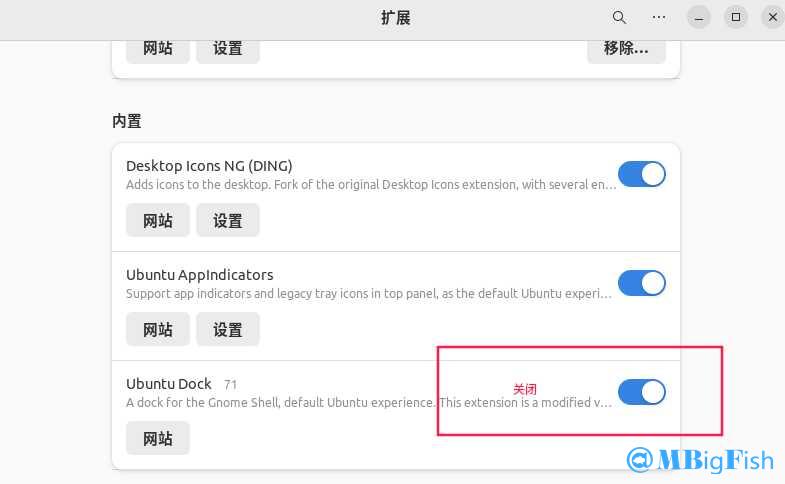 扩展
网站 设置 移除...
内置
Desktop Icons NG (DING)
Adds icons to the desktop. Fork of the original Desktop Icons extension, with several en...
网站 设置
Ubuntu AppIndicators
Support app indicators and legacy tray icons in top panel, as the default Ubuntu experi...
网站 设置
Ubuntu Dock 71
关闭
A dock for the Gnome Shell, default Ubuntu experience. This extension is a modified v...
网站
@MBigFish